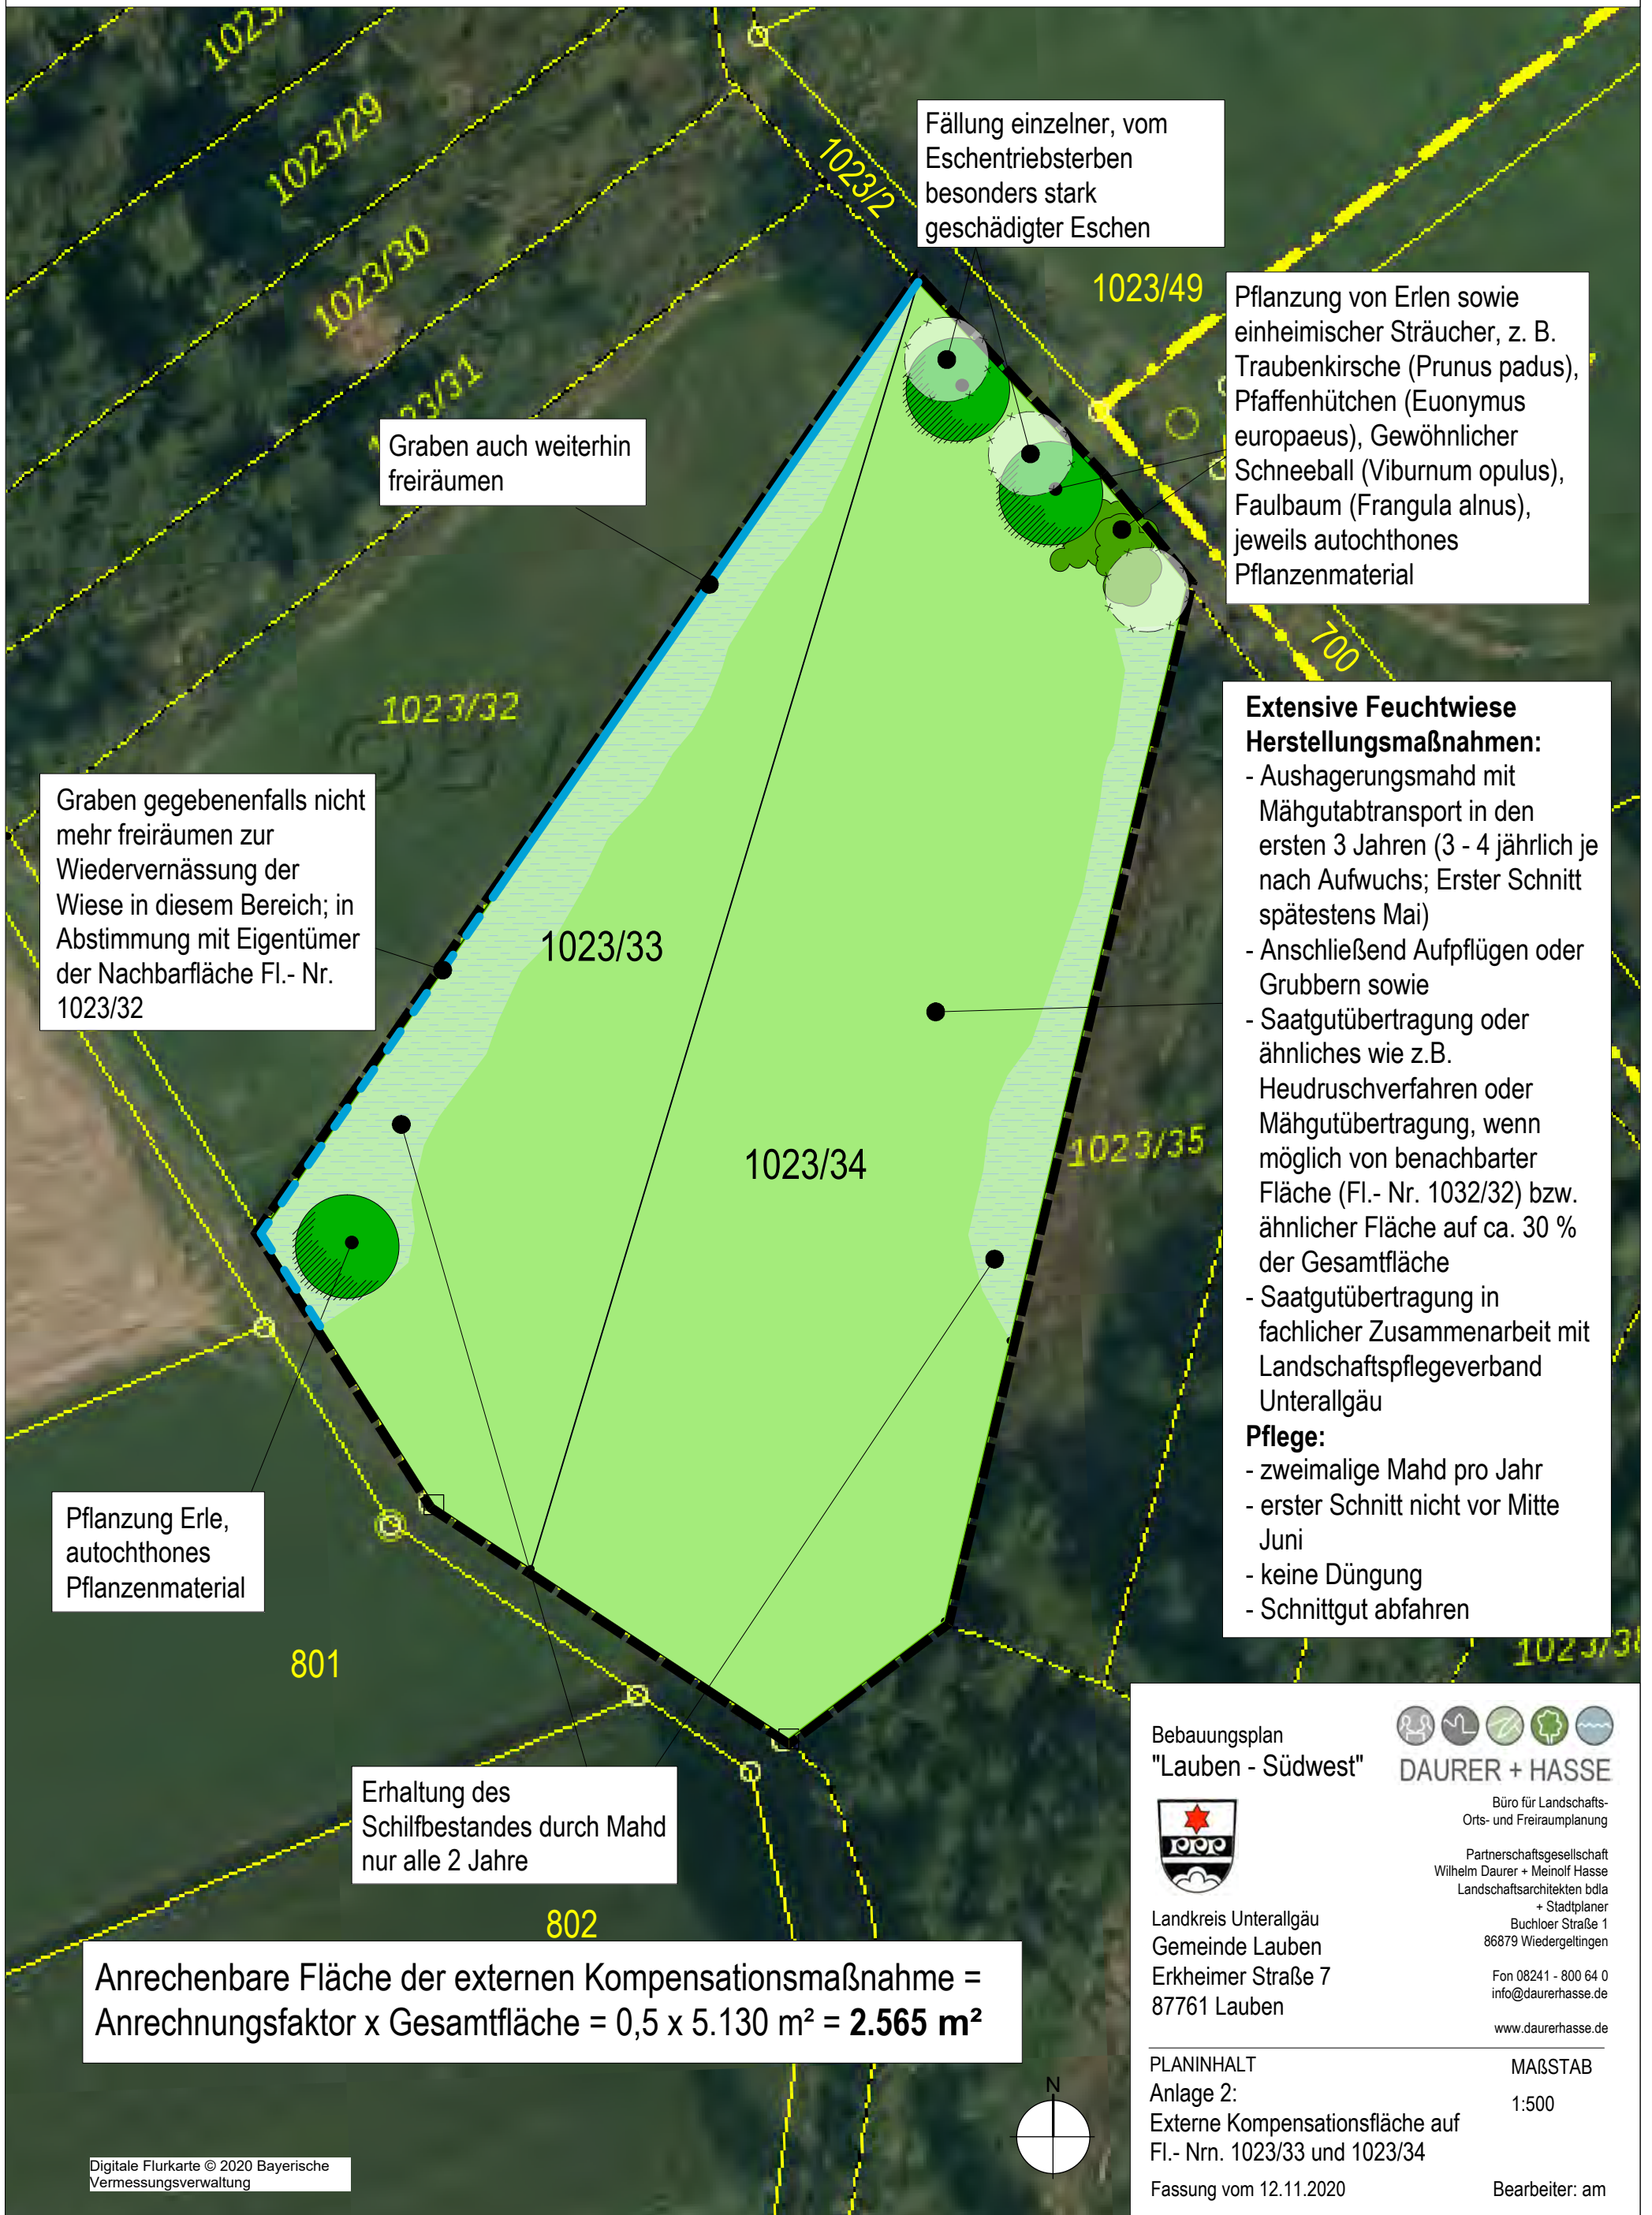 1023/29
1023/30
1023/2
Fällung einzelner, vom
Eschentriebsterben
besonders stark
geschädigter Eschen
1023/49
Pflanzung von Erlen sowie
einheimischer Sträucher, z. B.
Traubenkirsche (Prunus padus),
Pfaffenhütchen (Euonymus
europaeus), Gewöhnlicher
Schneeball (Viburnum opulus),
Faulbaum (Frangula alnus),
jeweils autochthones
Pflanzenmaterial
Graben auch weiterhin
freiräumen
700
1023/32
Graben gegebenenfalls nicht
mehr freiräumen zur
Wiedervernässung der
Wiese in diesem Bereich; in
Abstimmung mit Eigentümer
der Nachbarfläche Fl.- Nr.
1023/32
1023/33
1023/34
1023/35
Extensive Feuchtwiese
Herstellungsmaßnahmen:
- Aushagerungsmahd mit
Mähgutabtransport in den
ersten 3 Jahren (3 - 4 jährlich je
nach Aufwuchs; Erster Schnitt
spätestens Mai)
- Anschließend Aufpflügen oder
Grubbern sowie
- Saatgutübertragung oder
ähnliches wie z.B.
Heudruschverfahren oder
Mähgutübertragung, wenn
möglich von benachbarter
Fläche (Fl.- Nr. 1032/32) bzw.
ähnlicher Fläche auf ca. 30 %
der Gesamtfläche
- Saatgutübertragung in
fachlicher Zusammenarbeit mit
Landschaftspflegeverband
Unterallgäu
Pflege:
- zweimalige Mahd pro Jahr
- erster Schnitt nicht vor Mitte
Juni
- keine Düngung
- Schnittgut abfahren
Pflanzung Erle,
autochthones
Pflanzenmaterial
801
Erhaltung des
Schilfbestandes durch Mahd
nur alle 2 Jahre
802
Anrechenbare Fläche der externen Kompensationsmaßnahme =
Anrechnungsfaktor x Gesamtfläche = 0,5 x 5.130 m² = 2.565 m²
Digitale Flurkarte © 2020 Bayerische
Vermessungsverwaltung
N
Bebauungsplan
"Lauben - Südwest"
DAURER + HASSE
Büro für Landschafts-
Orts- und Freiraumplanung
Partnerschaftsgesellschaft
Wilhelm Daurer + Meinolf Hasse
Landschaftsarchitekten bdla
+ Stadtplaner
Buchloer Straße 1
86879 Wiedergeltingen
Fon 08241 - 800 64 0
info@daurerhasse.de
www.daurerhasse.de
Landkreis Unterallgäu
Gemeinde Lauben
Erkheimer Straße 7
87761 Lauben
PLANINHALT
Anlage 2:
Externe Kompensationsfläche auf
Fl.- Nrn. 1023/33 und 1023/34
MAßSTAB
1:500
Fassung vom 12.11.2020
Bearbeiter: am